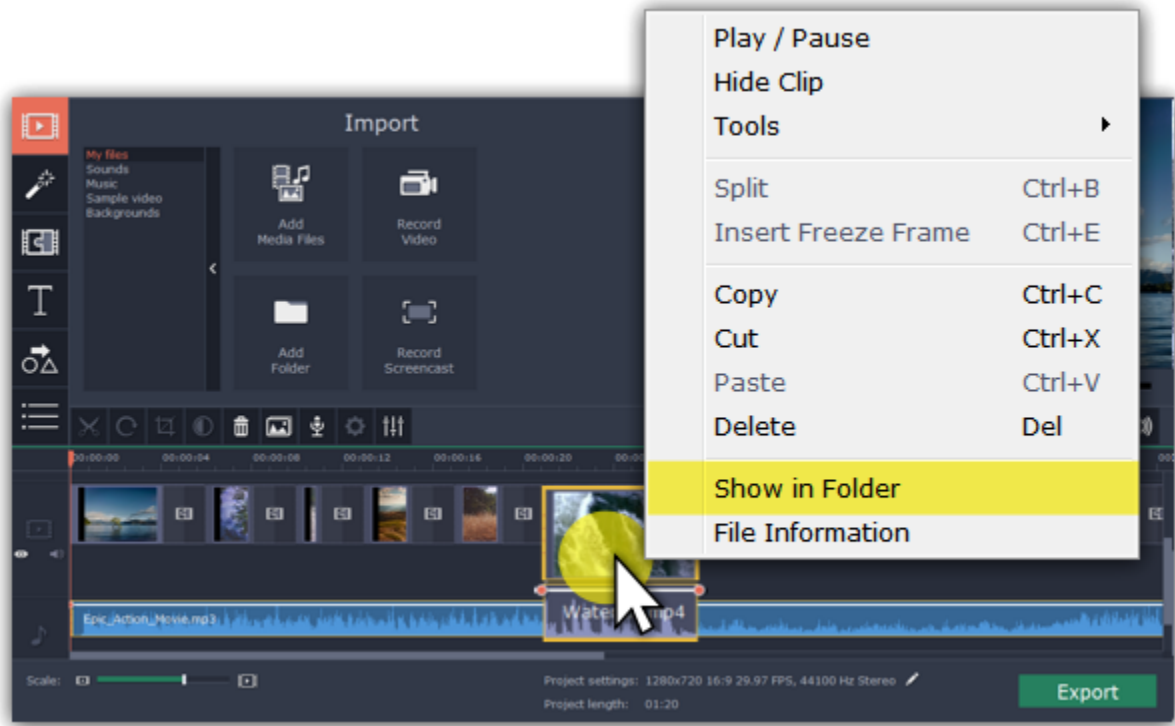 Import
My files
Sounds
Music
Sample video
Backgrounds
Add
Media Files
Record
Video
Add
Folder
Record
Screencast
Play / Pause
Hide Clip
Tools
Split Ctrl+B
Insert Freeze Frame Ctrl+E
Copy Ctrl+C
Cut Ctrl+X
Paste Ctrl+V
Delete Del
Show in Folder
File Information
00:00:00 00:00:04 00:00:08 00:00:12 00:00:16 00:00:20
Epic_Action_Movie.mp3
Scale:
Project settings: 1280x720 16:9 29.97 FPS, 44100 Hz Stereo
Project length: 01:20
Export